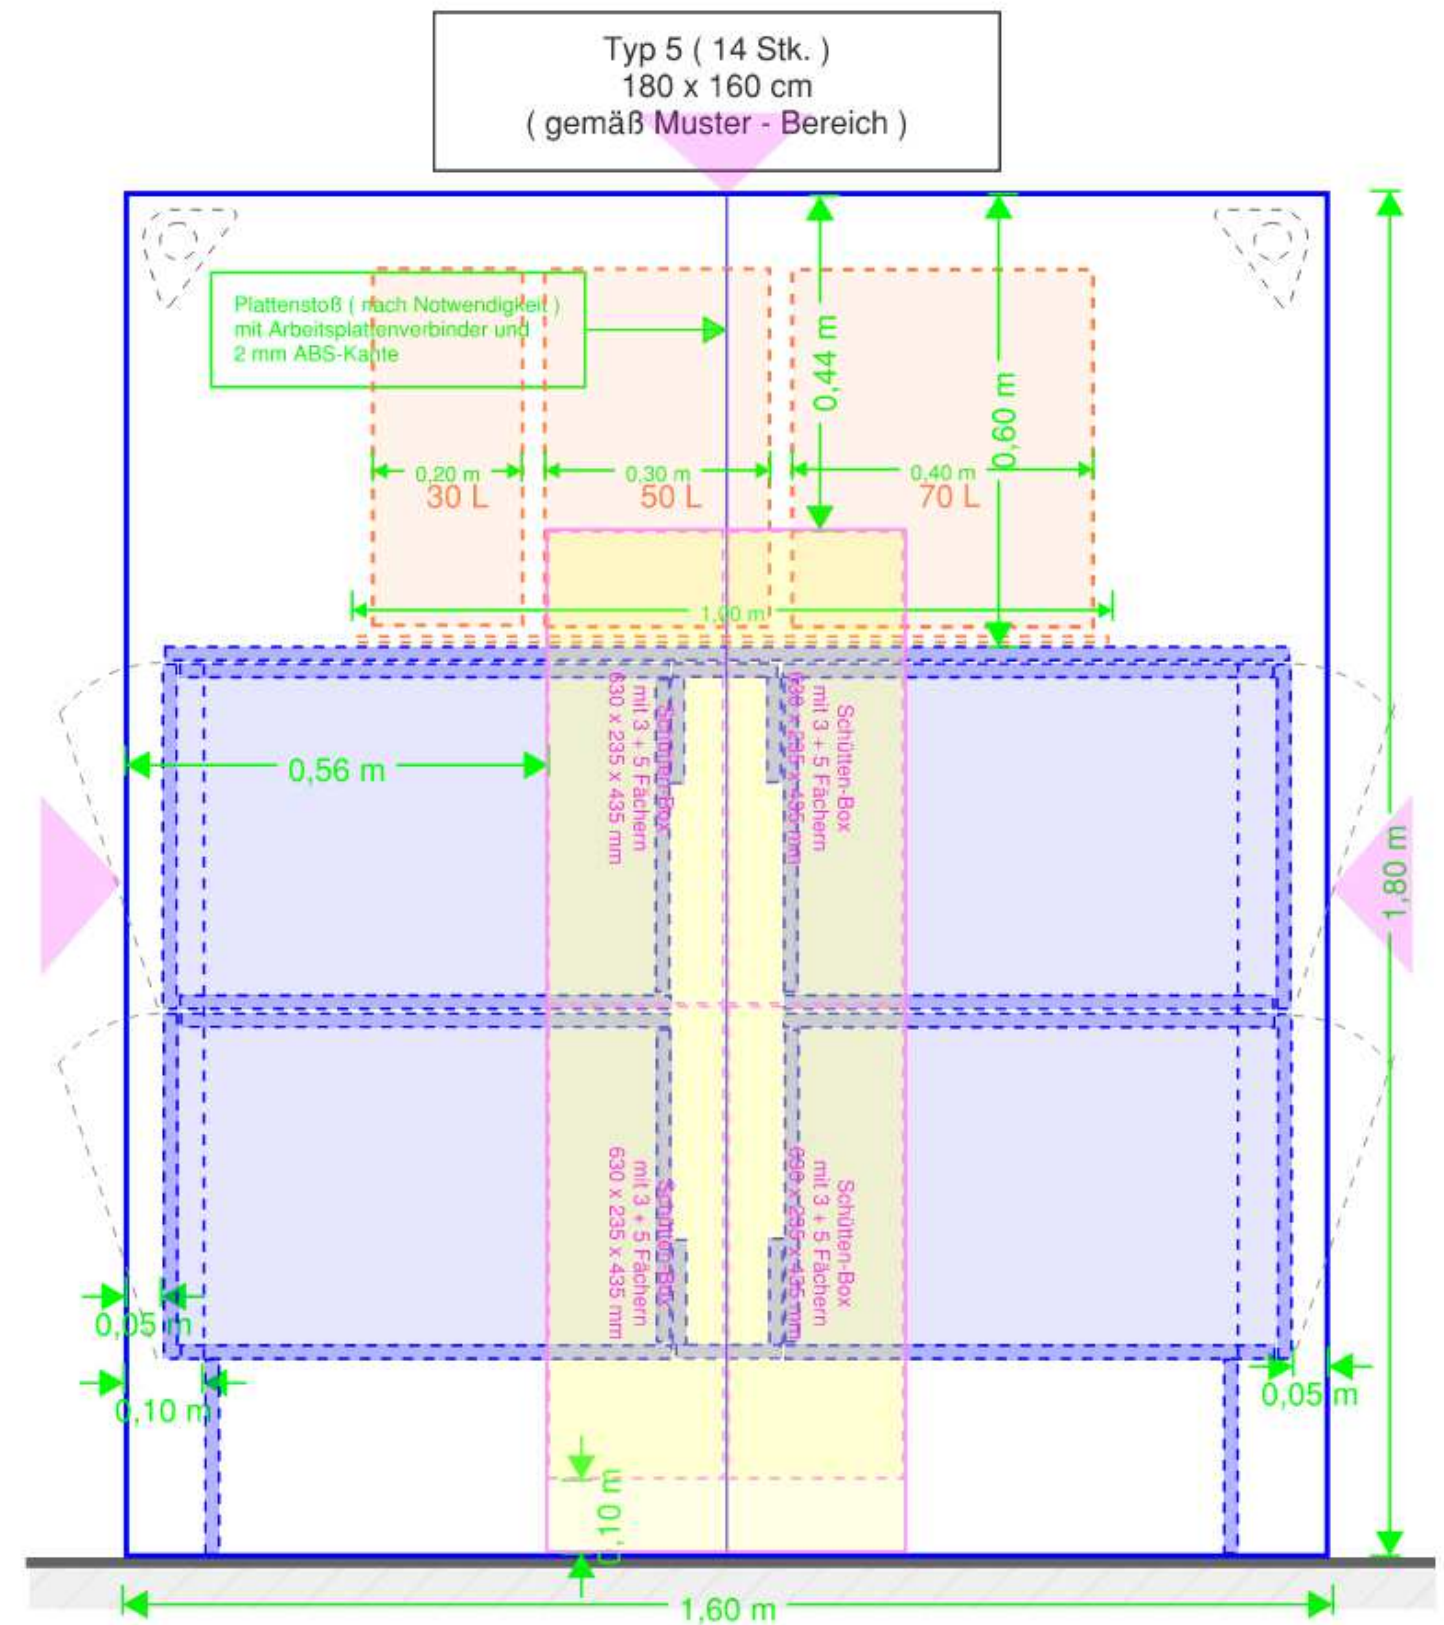 Typ 5 ( 14 Stk. )
180 x 160 cm
( gemäß Muster - Bereich )
Plattenstoß ( nach Notwendigkeit )
mit Arbeitsplattenverbinder und
2 mm ABS-Kante
0,44 m
0,60 m
0,20 m
30 L
0,30 m
50 L
0,40 m
70 L
1,00 m
0,56 m
Schütten-Box
mit 3 + 5 Fächern
630 x 235 x 435 mm
Schütten-Box
mit 3 + 5 Fächern
630 x 235 x 435 mm
1,80 m
Schütten-Box
mit 3 + 5 Fächern
630 x 235 x 435 mm
Schütten-Box
mit 3 + 5 Fächern
630 x 235 x 435 mm
0,05 m
0,10 m
0,05 m
0,10 m
1,60 m